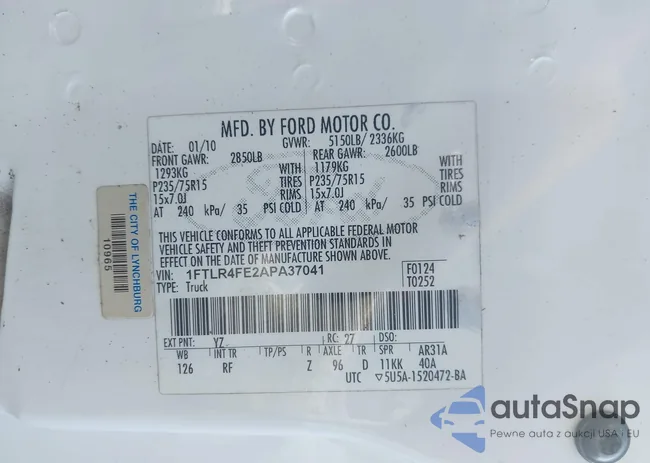 MFD. BY FORD MOTOR CO.
DATE: 01/10 GVWR: 5150LB/ 2336KG
FRONT GAWR: 2850LB REAR GAWR: 2600LB
1293KG WITH 1179KG WITH
P235/75R15 TIRES P235/75R15 TIRES
15x7.0J RIMS 15x7.0J RIMS
AT 240 kPa/ 35 PSI COLD AT 240 kPa/ 35 PSI COLD
THIS VEHICLE CONFORMS TO ALL APPLICABLE FEDERAL MOTOR
VEHICLE SAFETY AND THEFT PREVENTION STANDARDS IN
EFFECT ON THE DATE OF MANUFACTURE SHOWN ABOVE.
VIN: 1FTLR4FE2APA37041 F0124
TYPE: Truck T0252
EXT PNT: YZ RC: 27 DSO:
WB INT TR TP/PS R AXLE TR SPR AR31A
126 RF Z 96 D 11KK 40A
UTC ▽5U5A-1520472-BA
THE CITY OF LYNCHBURG
10965
autaSnap
Pewne auta z aukcji USA i EU